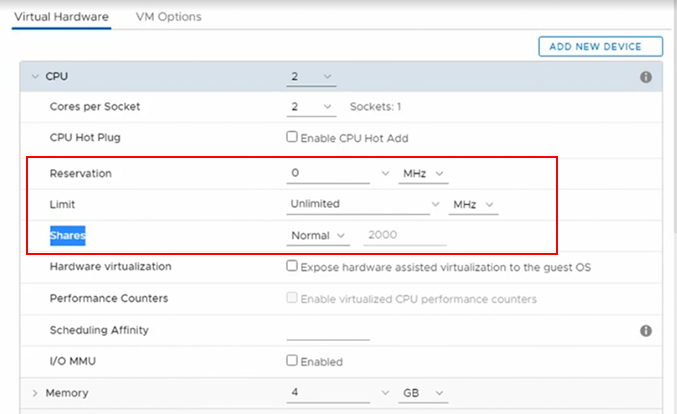 Virtual Hardware VM Options
ADD NEW DEVICE
CPU 2
Cores per Socket 2 Sockets: 1
CPU Hot Plug Enable CPU Hot Add
Reservation 0 MHz
Limit Unlimited MHz
Shares Normal 2000
Hardware virtualization Expose hardware assisted virtualization to the guest OS
Performance Counters Enable virtualized CPU performance counters
Scheduling Affinity
I/O MMU Enabled
Memory 4 GB